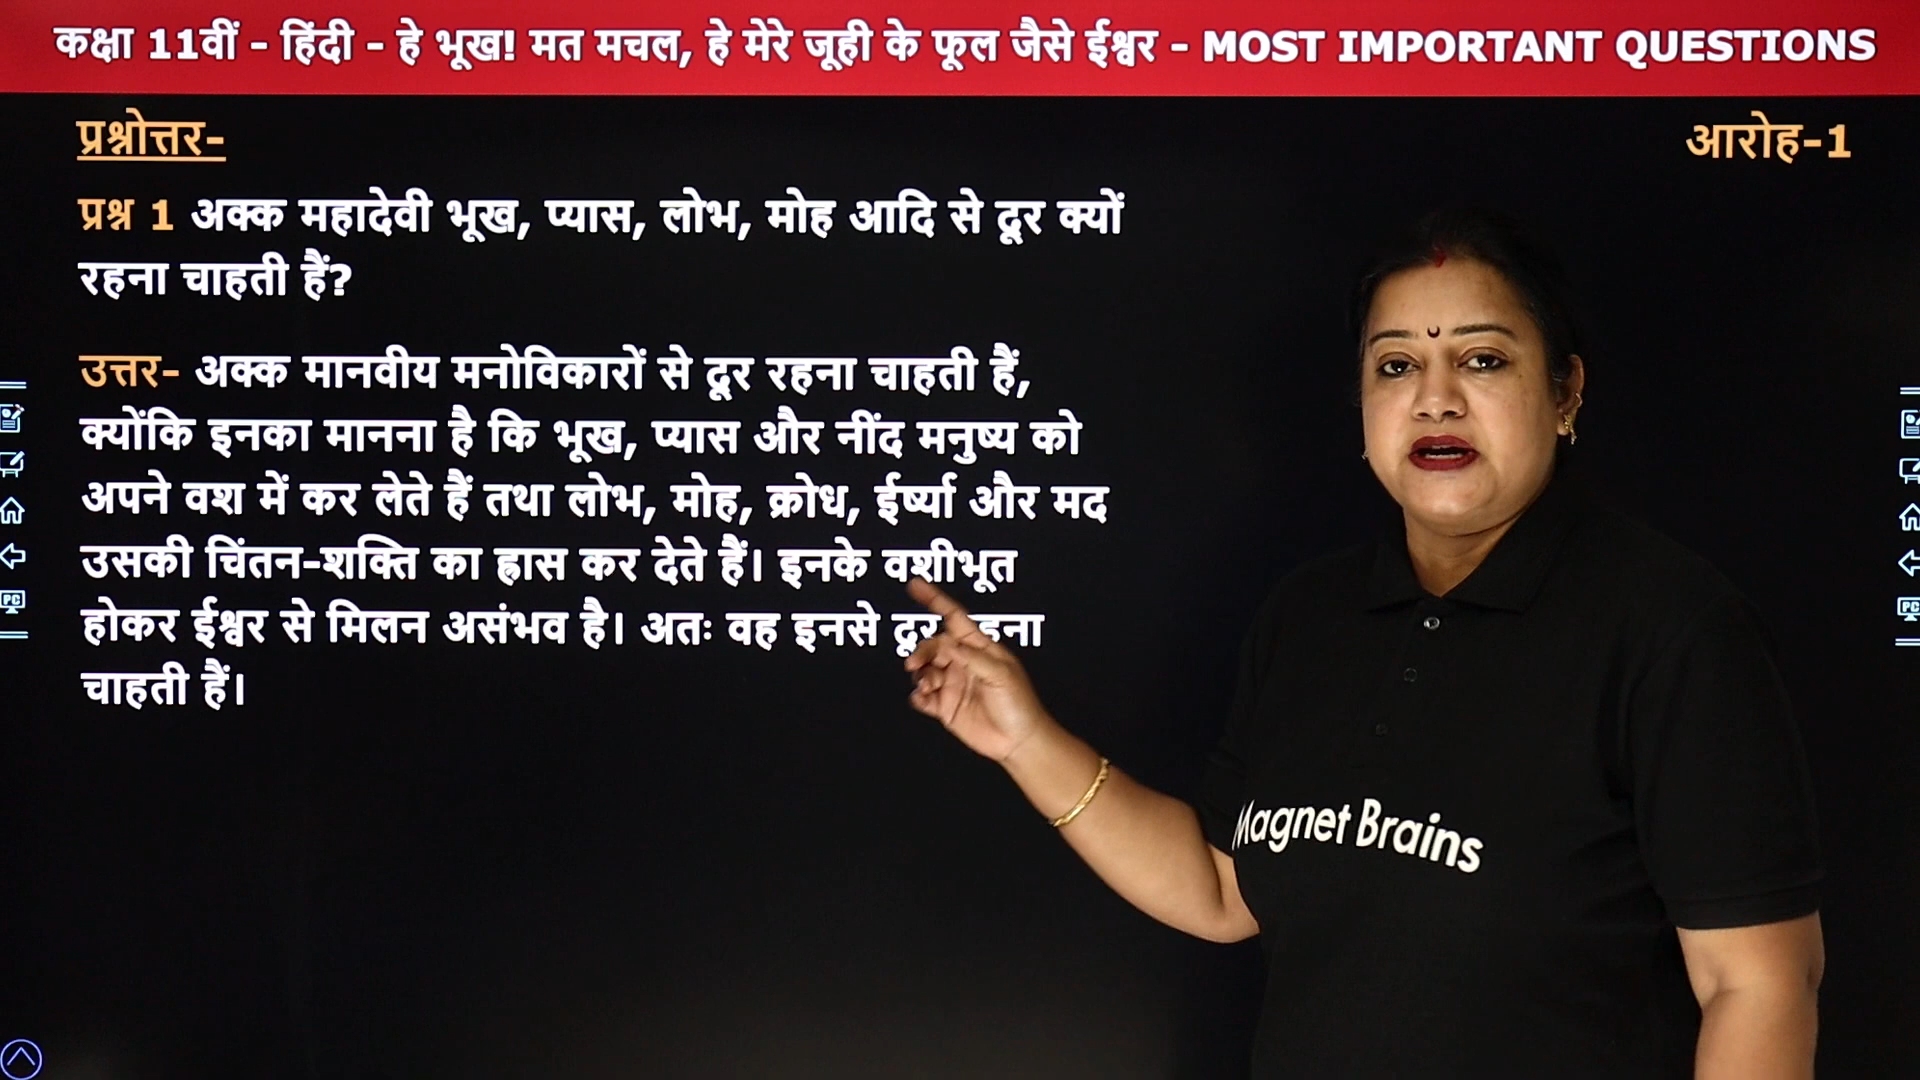 कक्षा 11वीं - हिंदी - हे भूख! मत मचल, हे मेरे जूही के फूल जैसे ईश्वर - MOST IMPORTANT QUESTIONS
प्रश्नोत्तर-
आरोह-1
प्रश्न 1 अक्क महादेवी भूख, प्यास, लोभ, मोह आदि से दूर क्यों
रहना चाहती हैं?
उत्तर- अक्क मानवीय मनोविकारों से दूर रहना चाहती हैं,
क्योंकि इनका मानना है कि भूख, प्यास और नींद मनुष्य को
अपने वश में कर लेते हैं तथा लोभ, मोह, क्रोध, ईर्ष्या और मद
उसकी चिंतन-शक्ति का ह्रास कर देते हैं। इनके वशीभूत
होकर ईश्वर से मिलन असंभव है। अतः वह इनसे दूर
चाहती हैं।
Magnet Brains
PC
PC